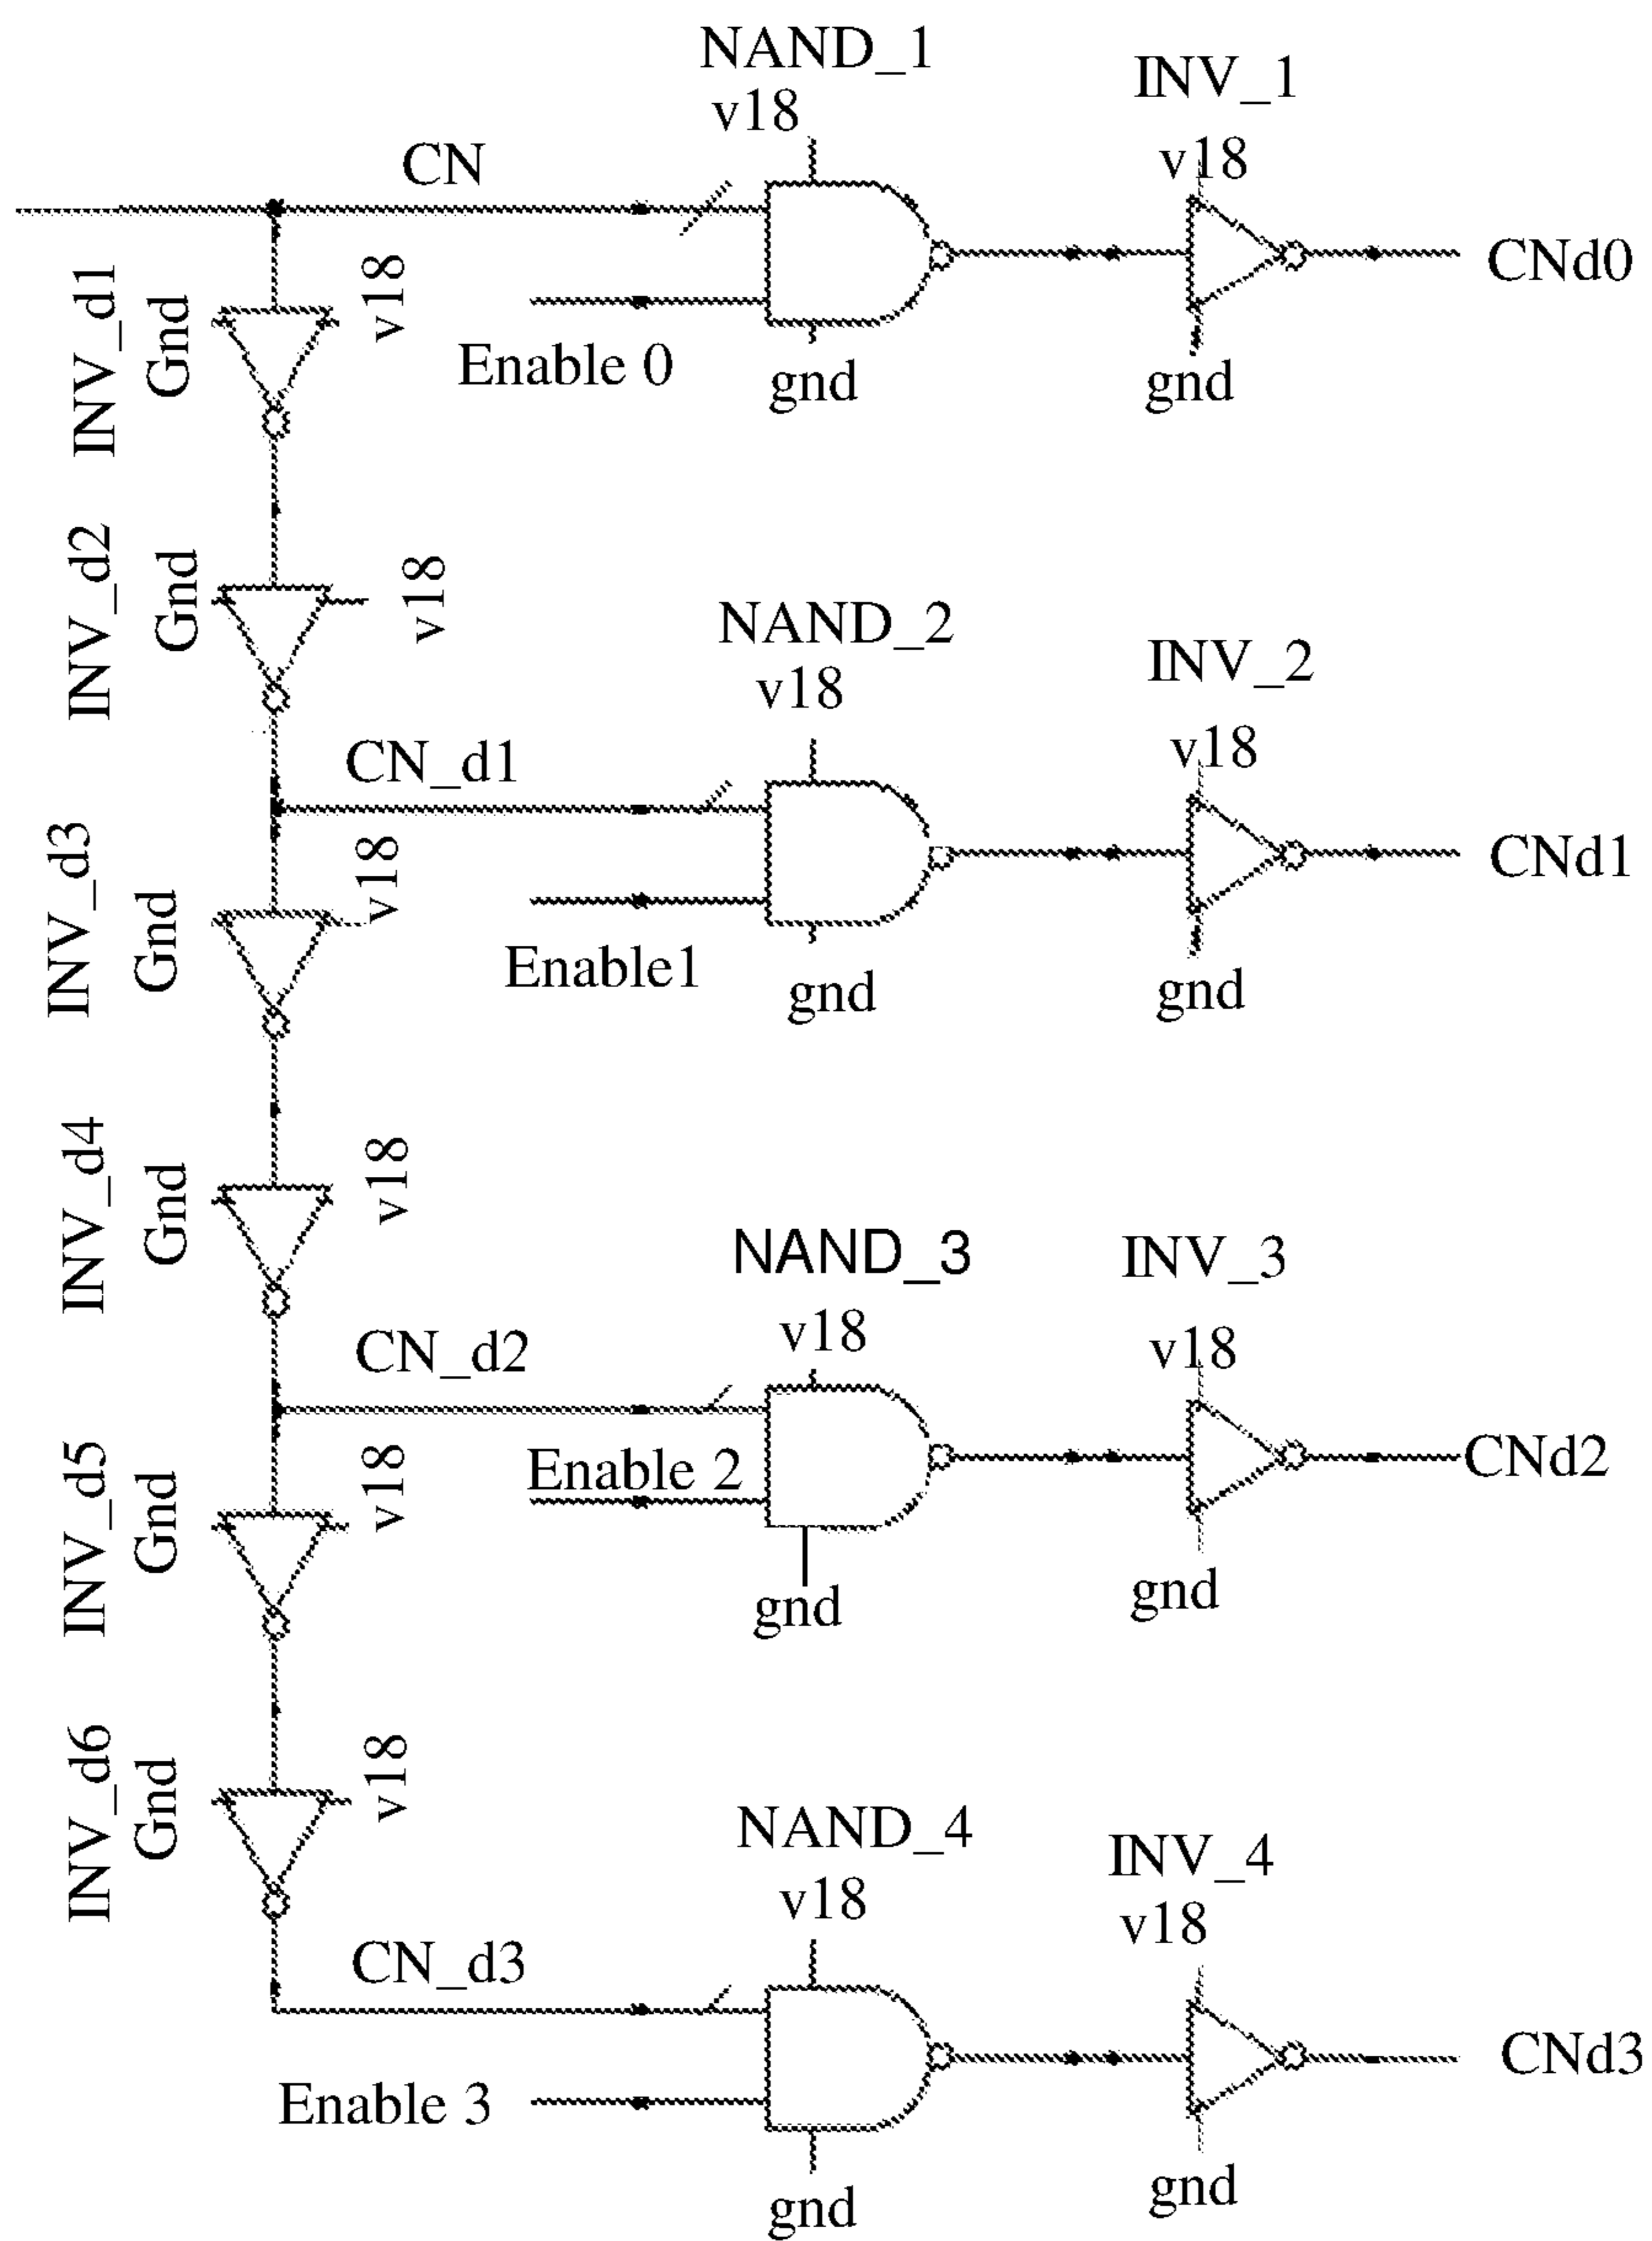 NAND_1
v18
INV_1
v18
CN
CNd0
INV_d1
Gnd
v18
Enable 0
gnd
gnd
INV_d2
Gnd
v18
NAND_2
v18
INV_2
v18
CN_d1
CNd1
INV_d3
Gnd
v18
Enable1
gnd
gnd
INV_d4
Gnd
v18
NAND_3
v18
INV_3
v18
CN_d2
CNd2
INV_d5
Gnd
v18
Enable 2
gnd
gnd
INV_d6
Gnd
v18
NAND_4
v18
INV_4
v18
CN_d3
CNd3
Enable 3
gnd
gnd